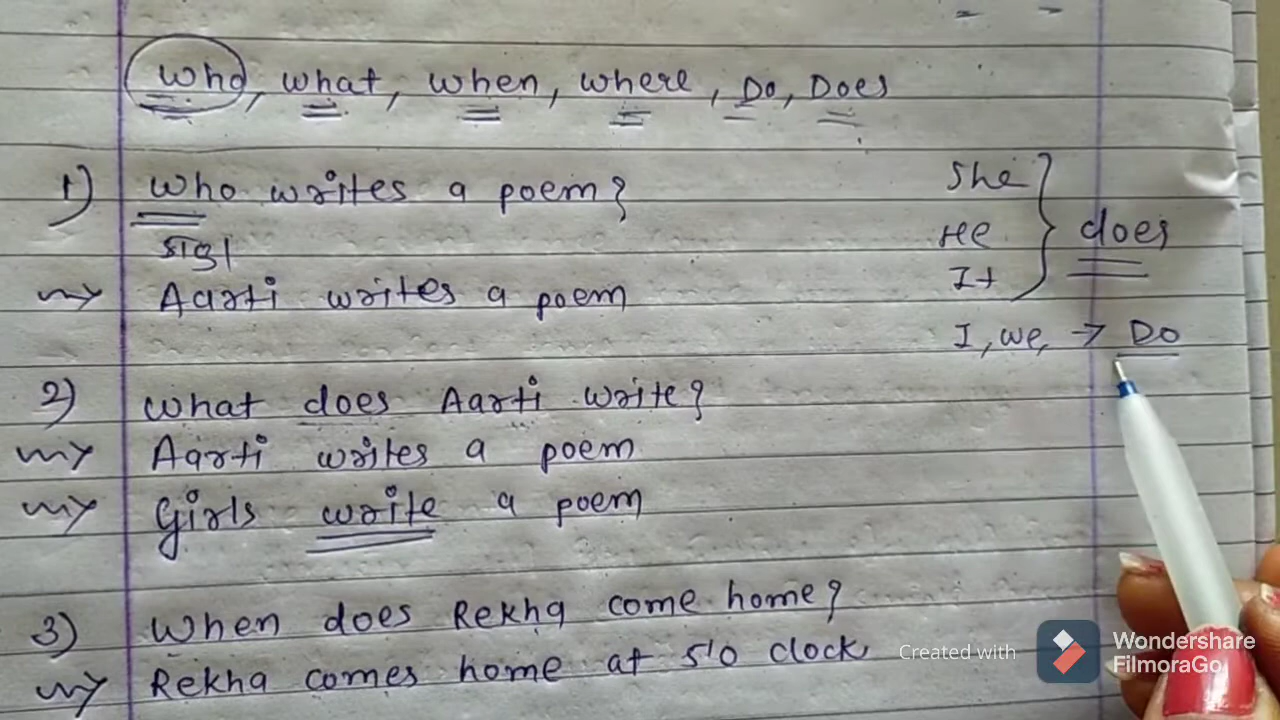 Who, what, when, where, Do, Does
1) Who writes a poem?
Aarti writes a poem
2) What does Aarti write?
Aarti writes a poem
Girls write a poem
3) When does Rekha come home?
Rekha comes home at 5'0 clock
She
He
It
does
I, we, → Do
Created with
Wondershare
FilmoraGo